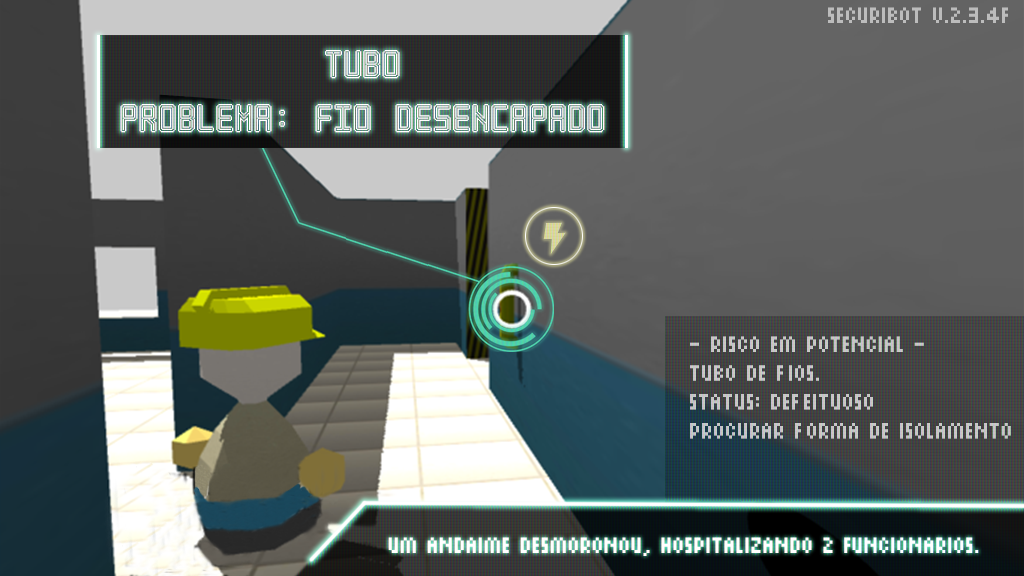 SECURIBOT V.2.3.4F
TUBO
PROBLEMA: FIO DESENCAPADO
- RISCO EM POTENCIAL -
TUBO DE FIOS.
STATUS: DEFEITUOSO
PROCURAR FORMA DE ISOLAMENTO
UM ANDAIME DESMORONOU, HOSPITALIZANDO 2 FUNCIONARIOS.